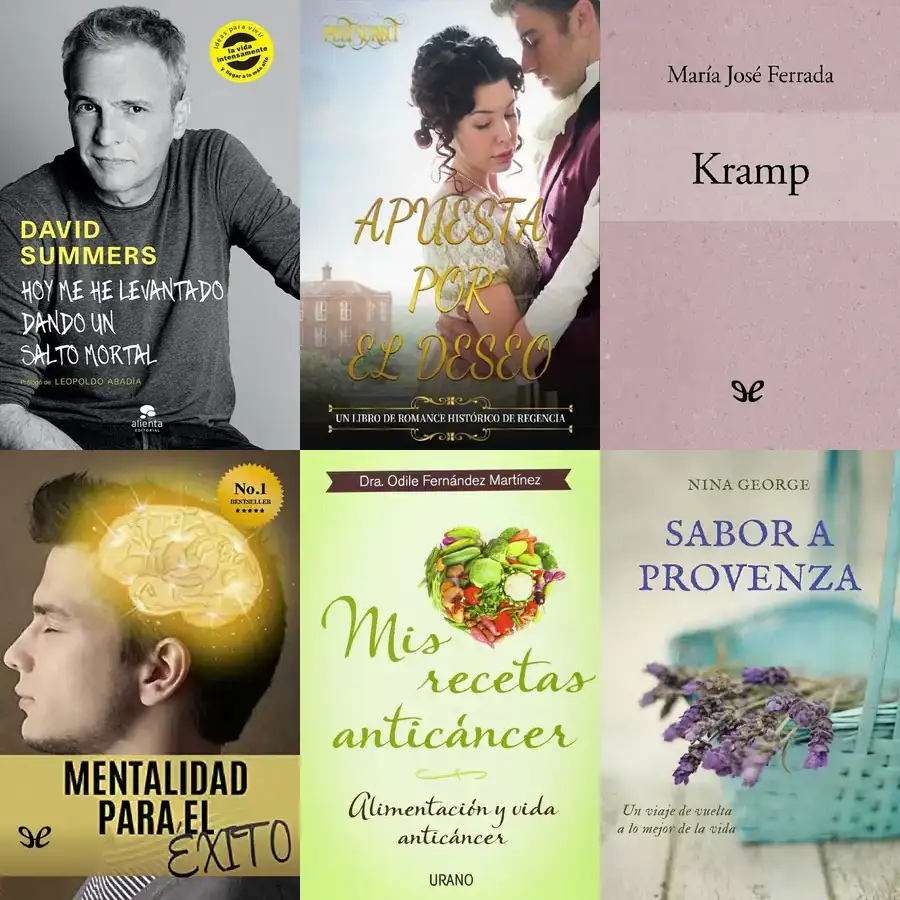 ideas para vivir
la vida
intensamente
y llegar a lo más alto
DAVID
SUMMERS
HOY ME HE LEVANTADO
DANDO UN
SALTO MORTAL
Prólogo de LEOPOLDO ABADÍA
alienta
EDITORIAL
APUESTA
POR
EL DESEO
UN LIBRO DE ROMANCE HISTÓRICO DE REGENCIA
María José Ferrada
Kramp
No.1
BESTSELLER
MENTALIDAD
PARA EL
ÉXITO
Dra. Odile Fernández Martínez
Mis
recetas
anticáncer
Alimentación y vida
anticáncer
URANO
NINA GEORGE
SABOR A
PROVENZA
Un viaje de vuelta
a lo mejor de la vida